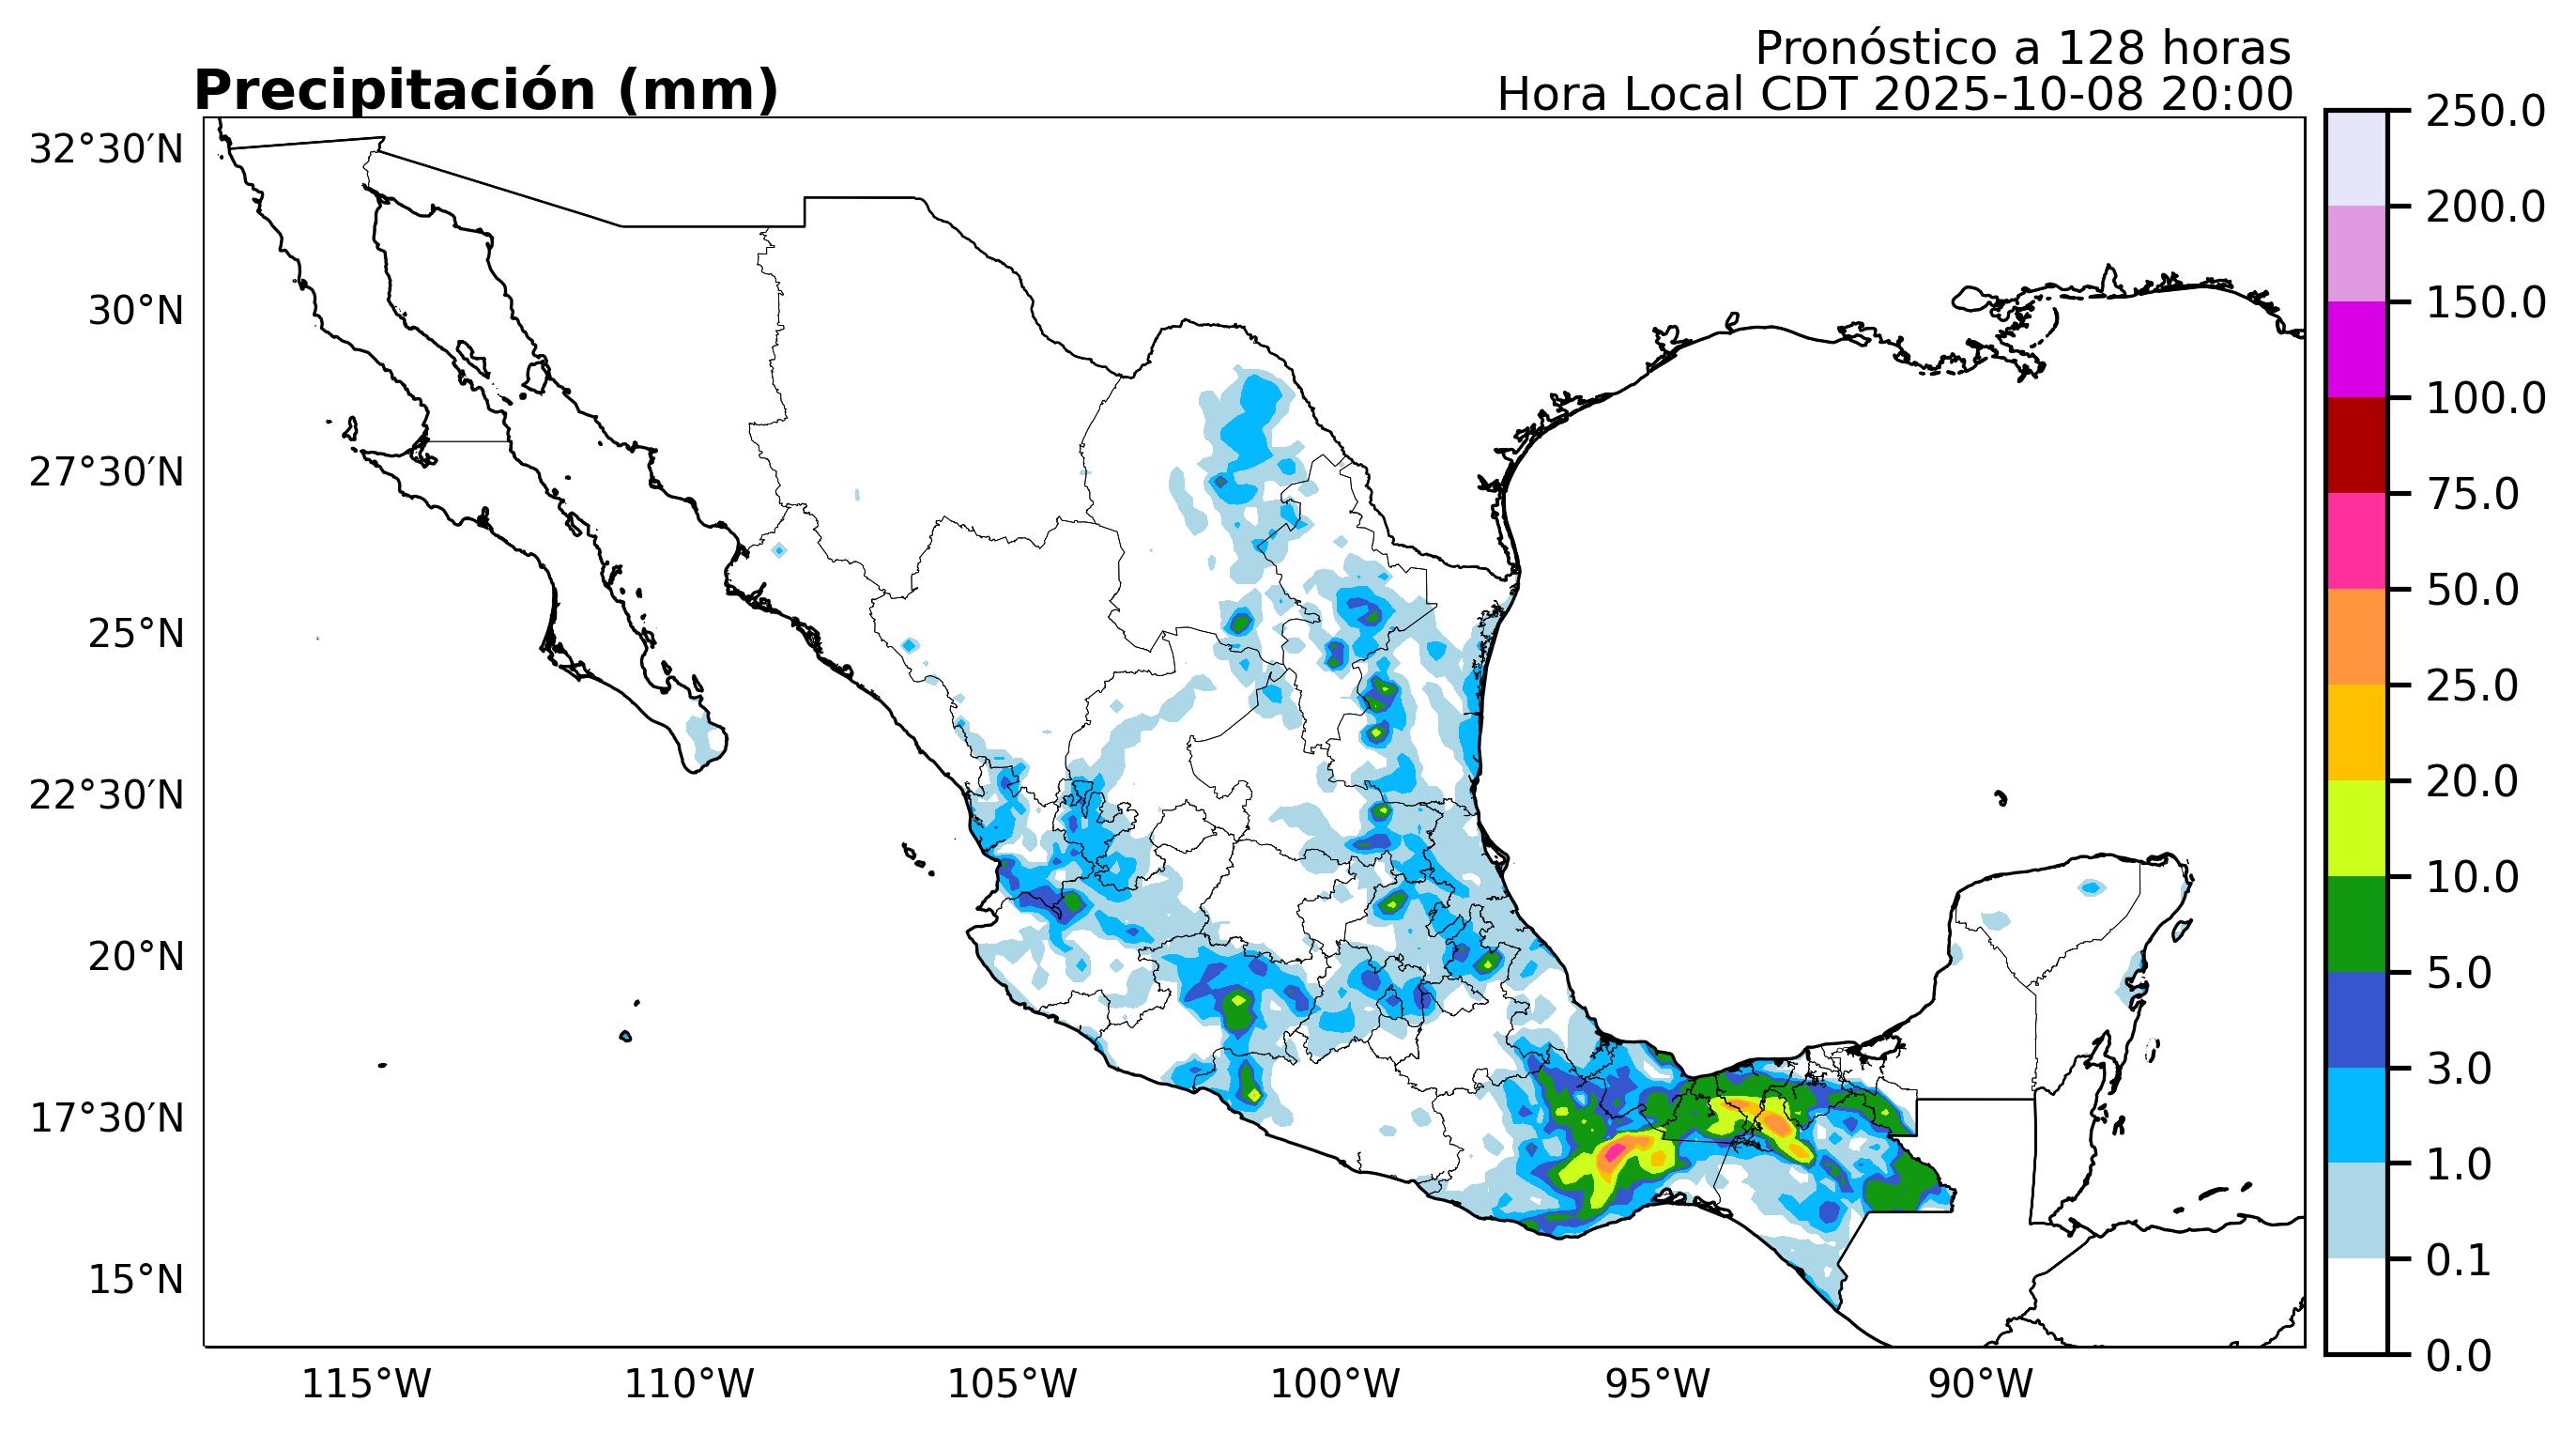 Pronóstico a 128 horas
Precipitación (mm)
Hora Local CDT 2025-10-08 20:00
32°30′N
30°N
27°30′N
25°N
22°30′N
20°N
17°30′N
15°N
115°W
110°W
105°W
100°W
95°W
90°W
250.0
200.0
150.0
100.0
75.0
50.0
25.0
20.0
10.0
5.0
3.0
1.0
0.1
0.0